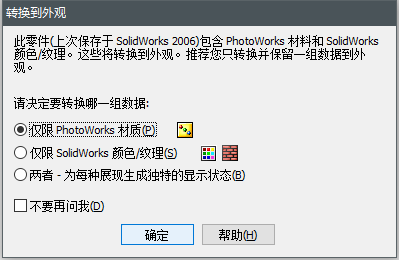 转换到外观
此零件(上次保存于 SolidWorks 2006)包含 PhotoWorks 材料和 SolidWorks
颜色/纹理。这些将转换到外观。推荐您只转换并保留一组数据到外
观。
请决定要转换哪一组数据:
仅限 PhotoWorks 材质(P)
仅限 SolidWorks 颜色/纹理(S)
两者 - 为每种展现生成独特的显示状态(B)
不要再问我(D)
确定
帮助(H)